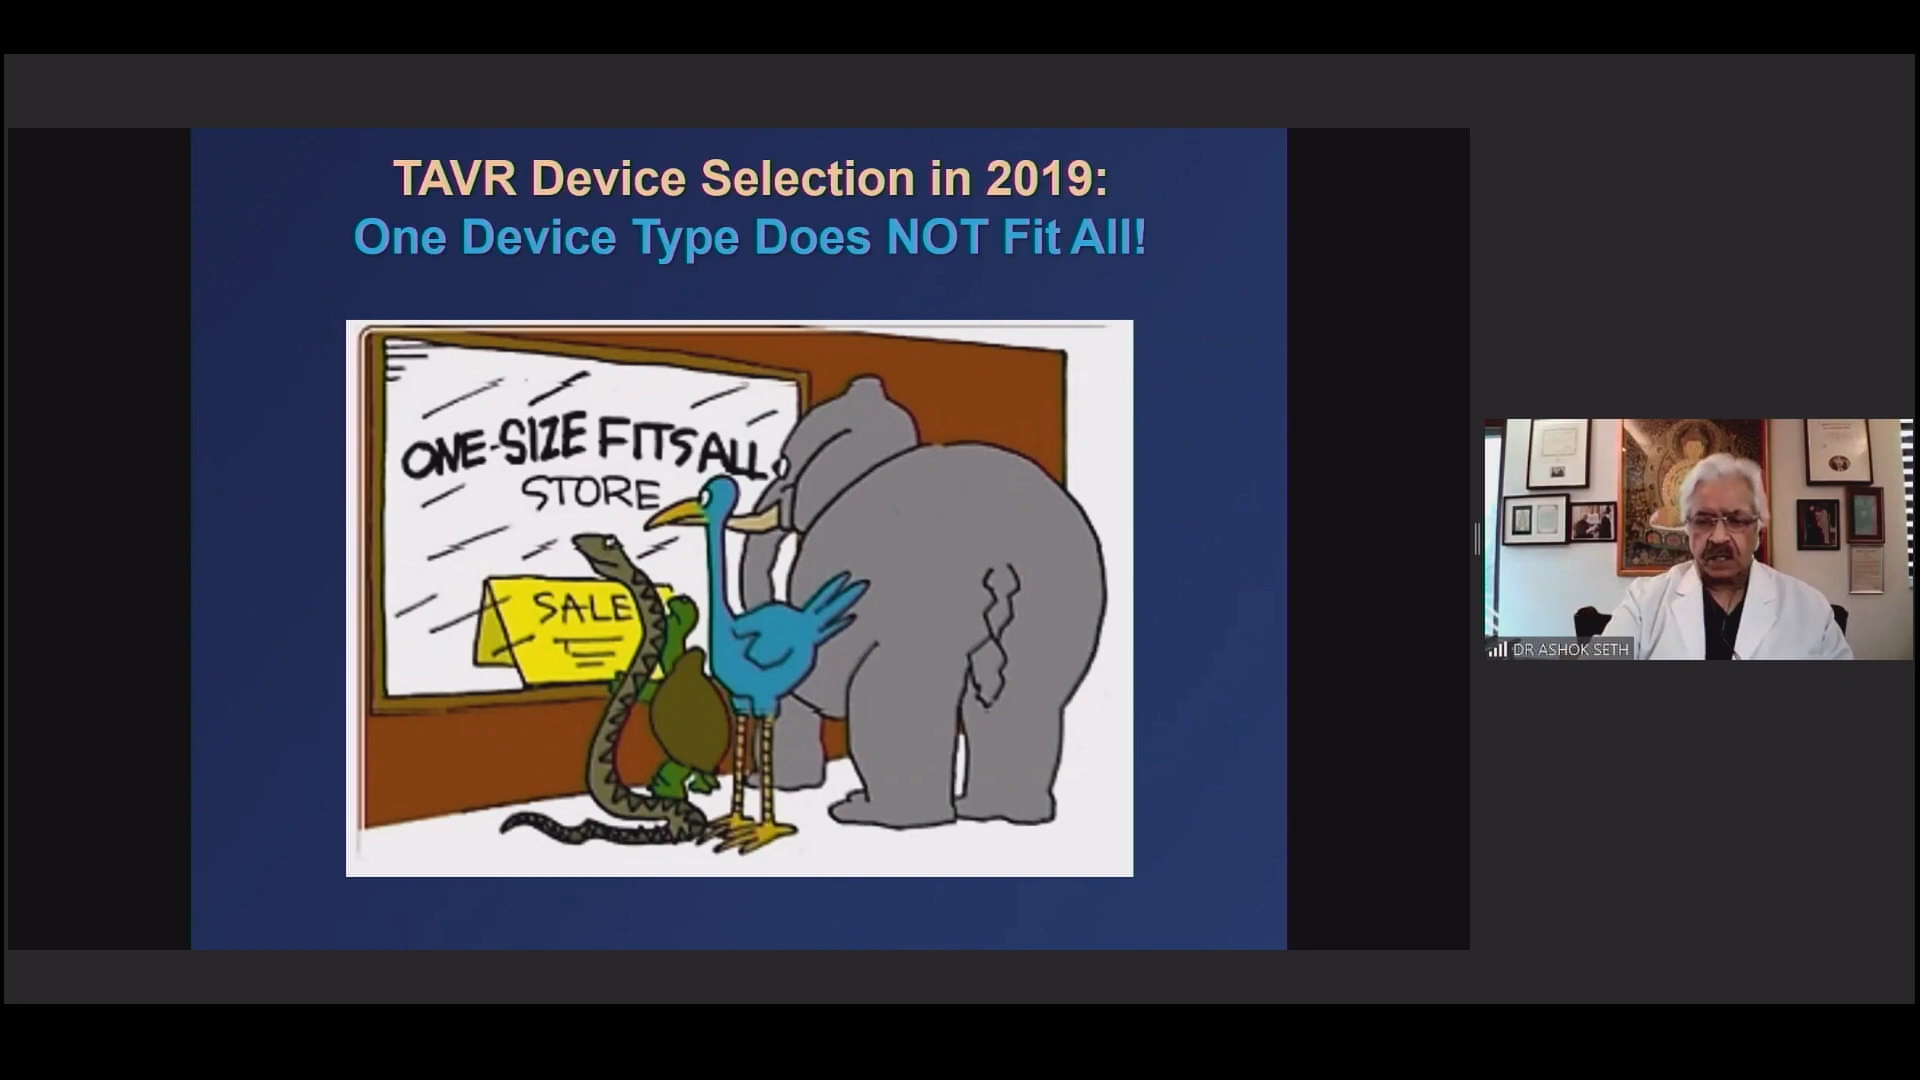 TAVR Device Selection in 2019:
One Device Type Does NOT Fit All!
ONE-SIZE FITS ALL
STORE
SALE
DR ASHOK SETH